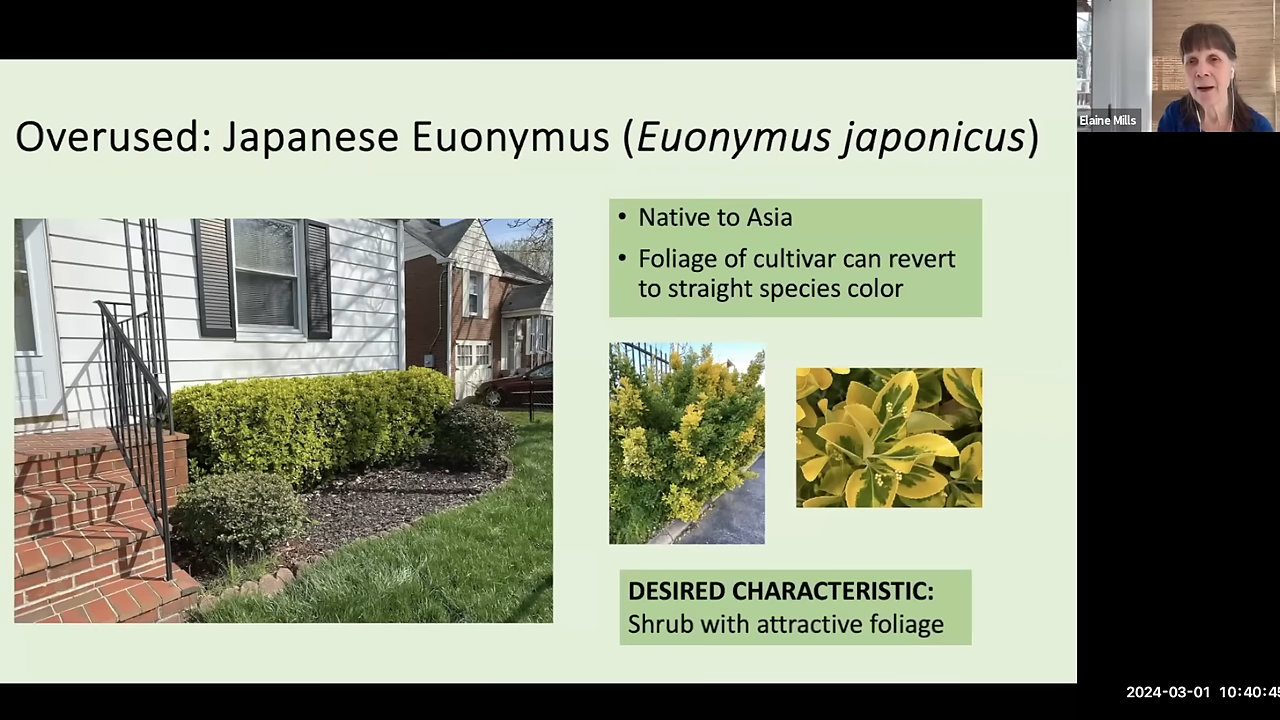 Overused: Japanese Euonymus (Euonymus japonicus)
• Native to Asia
• Foliage of cultivar can revert
to straight species color
DESIRED CHARACTERISTIC:
Shrub with attractive foliage
Elaine Mills
2024-03-01 10:40:45